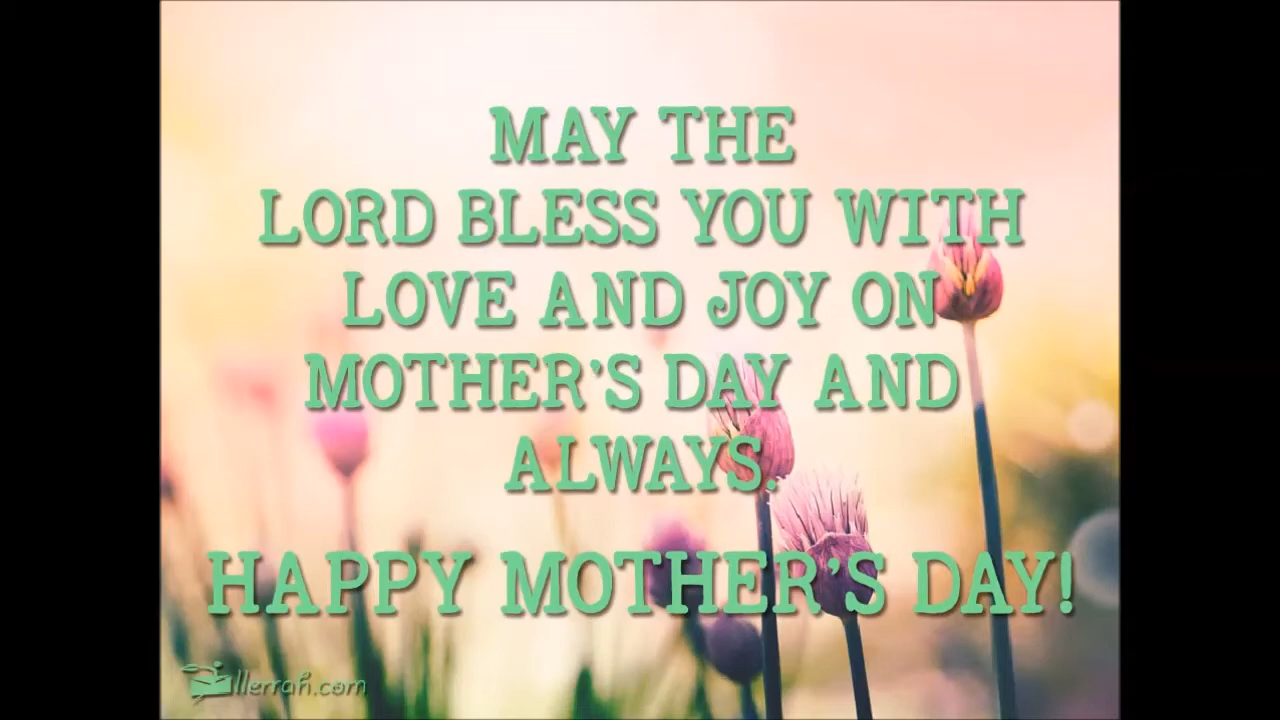 MAY THE
LORD BLESS YOU WITH
LOVE AND JOY ON
MOTHER'S DAY AND
ALWAYS.
HAPPY MOTHER'S DAY!
llerrah.com